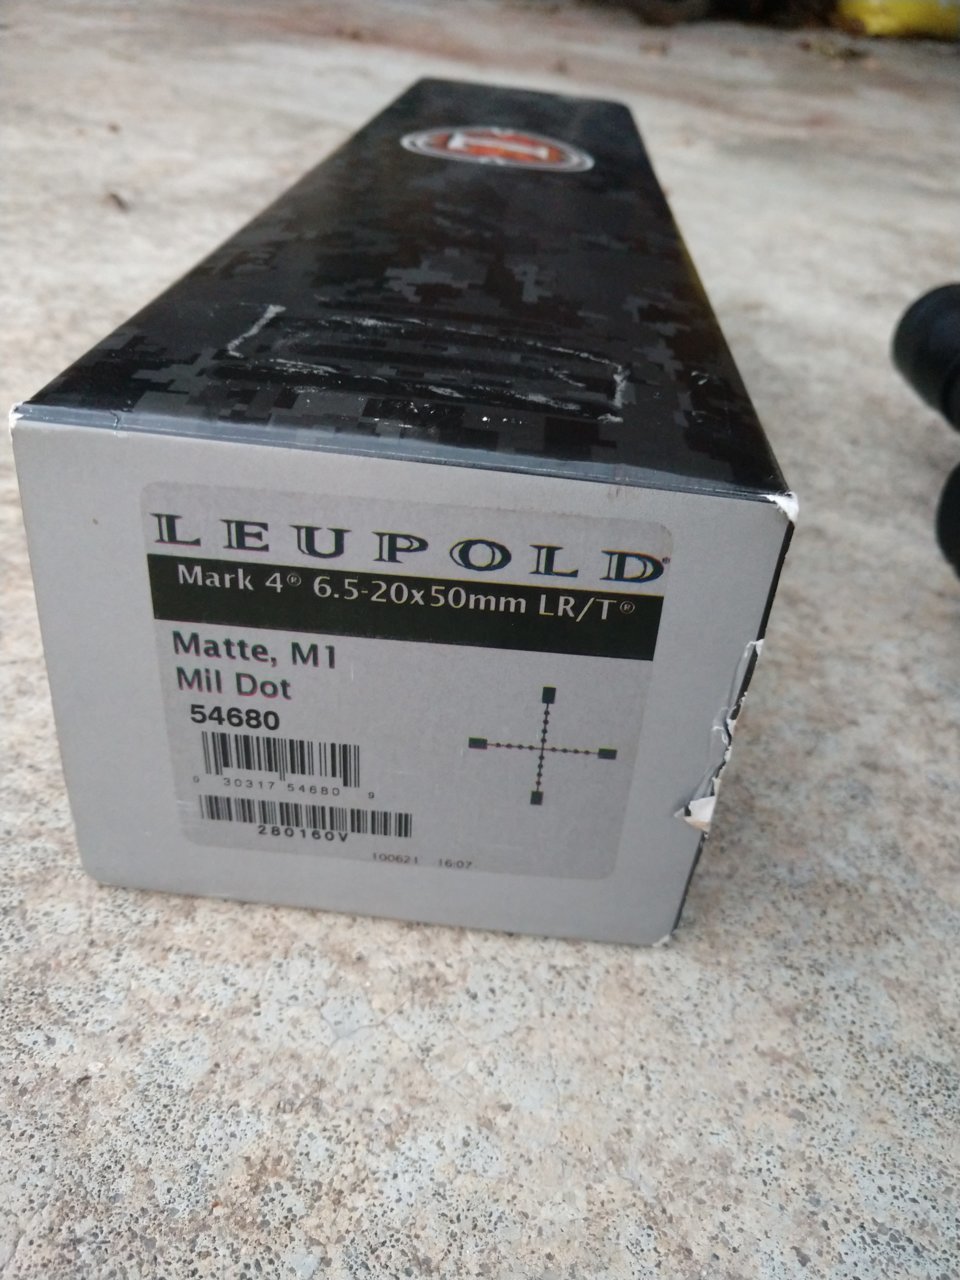 LEUPOLD®
Mark 4® 6.5-20x50mm LR/T®
Matte, M1
Mil Dot
54680
9 30317 54680 9
280160V
100621 16:07